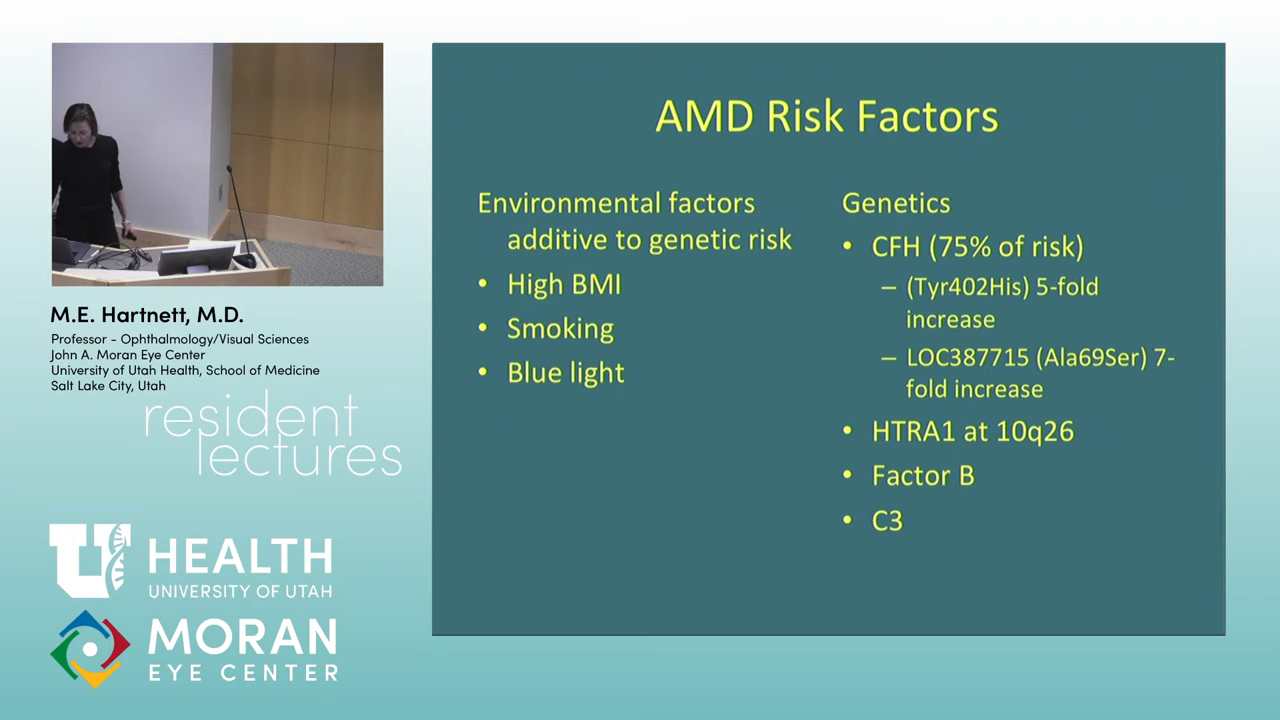 M.E. Hartnett, M.D.
Professor - Ophthalmology/Visual Sciences
John A. Moran Eye Center
University of Utah Health, School of Medicine
Salt Lake City, Utah
resident
lectures
U
HEALTH
UNIVERSITY OF UTAH
MORAN
EYE CENTER
AMD Risk Factors
Environmental factors
additive to genetic risk
• High BMI
• Smoking
• Blue light
Genetics
• CFH (75% of risk)
– (Tyr402His) 5-fold
increase
– LOC387715 (Ala69Ser) 7-
fold increase
• HTRA1 at 10q26
• Factor B
• C3